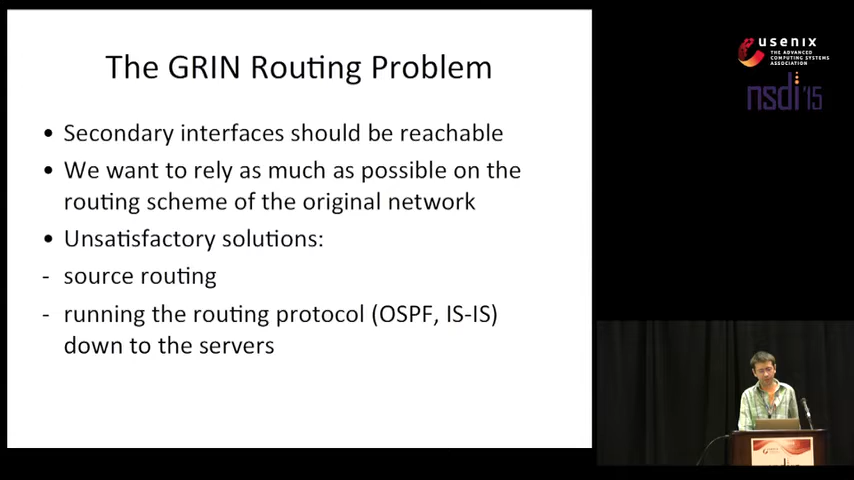 The GRIN Routing Problem
• Secondary interfaces should be reachable
• We want to rely as much as possible on the
routing scheme of the original network
• Unsatisfactory solutions:
- source routing
- running the routing protocol (OSPF, IS-IS)
down to the servers
usenix
THE ADVANCED
COMPUTING SYSTEMS
ASSOCIATION
nsdi '15